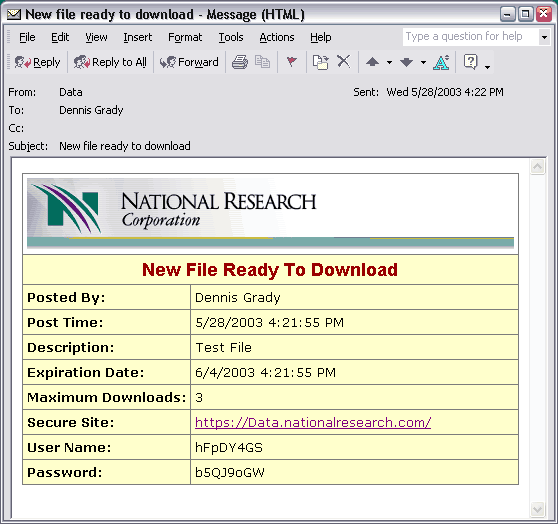 New file ready to download - Message (HTML)
File Edit View Insert Format Tools Actions Help Type a question for help
Reply Reply to All Forward
From: Data Sent: Wed 5/28/2003 4:22 PM
To: Dennis Grady
Cc:
Subject: New file ready to download
NATIONAL RESEARCH
Corporation
New File Ready To Download
Posted By: Dennis Grady
Post Time: 5/28/2003 4:21:55 PM
Description: Test File
Expiration Date: 6/4/2003 4:21:55 PM
Maximum Downloads: 3
Secure Site: https://Data.nationalresearch.com/
User Name: hFpDY4GS
Password: b5QJ9oGW